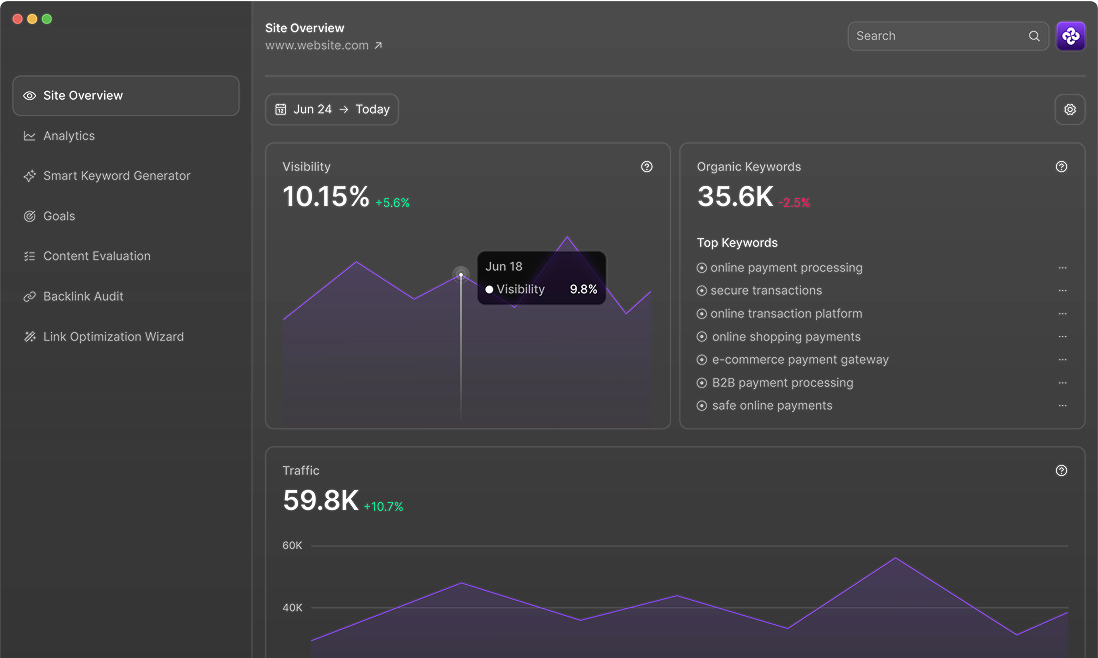 Site Overview
www.website.com
Search
Site Overview
Analytics
Smart Keyword Generator
Goals
Content Evaluation
Backlink Audit
Link Optimization Wizard
Jun 24 → Today
Visibility
10.15% +5.6%
Jun 18
Visibility 9.8%
Organic Keywords
35.6K -2.5%
Top Keywords
online payment processing
secure transactions
online transaction platform
online shopping payments
e-commerce payment gateway
B2B payment processing
safe online payments
Traffic
59.8K +10.7%
60K
40K